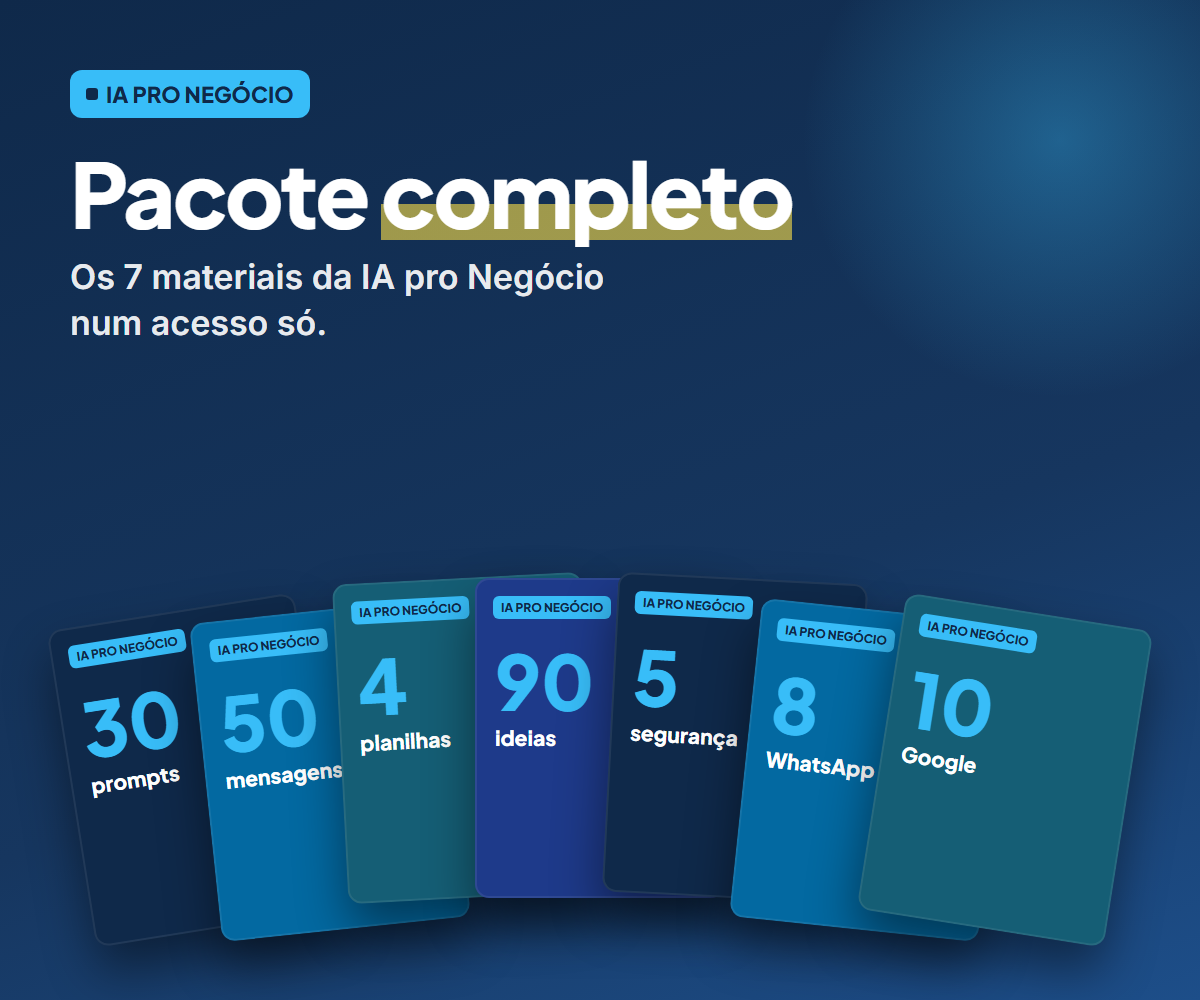 IA PRO NEGÓCIO
Pacote completo
Os 7 materiais da IA pro Negócio
num acesso só.
IA PRO NEGÓCIO
30
prompts
IA PRO NEGÓCIO
50
mensagens
IA PRO NEGÓCIO
4
planilhas
IA PRO NEGÓCIO
90
ideias
IA PRO NEGÓCIO
5
segurança
IA PRO NEGÓCIO
8
WhatsApp
IA PRO NEGÓCIO
10
Google